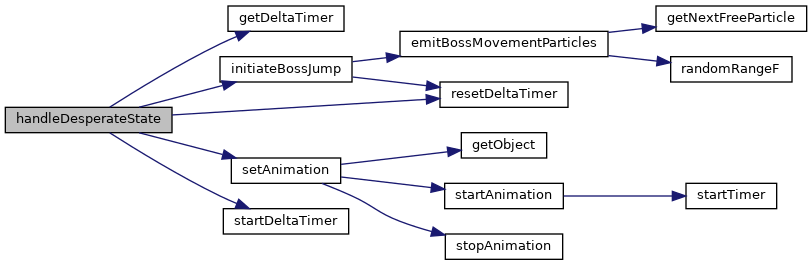 handleDesperateState
getDeltaTimer
initiateBossJump
setAnimation
startDeltaTimer
emitBossMovementParticles
resetDeltaTimer
getObject
startAnimation
stopAnimation
getNextFreeParticle
randomRangeF
startTimer